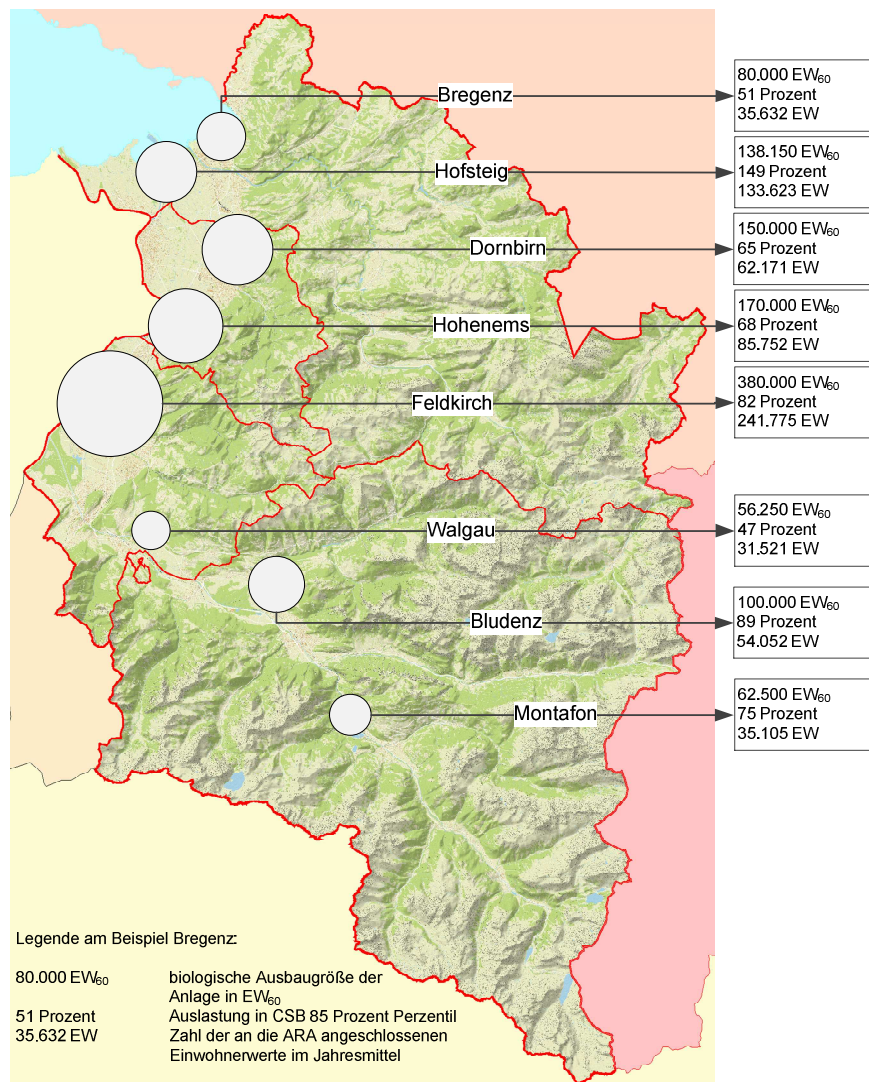 Bregenz
80.000 EW₆₀
51 Prozent
35.632 EW
Hofsteig
138.150 EW₆₀
149 Prozent
133.623 EW
Dornbirn
150.000 EW₆₀
65 Prozent
62.171 EW
Hohenems
170.000 EW₆₀
68 Prozent
85.752 EW
Feldkirch
380.000 EW₆₀
82 Prozent
241.775 EW
Walgau
56.250 EW₆₀
47 Prozent
31.521 EW
Bludenz
100.000 EW₆₀
89 Prozent
54.052 EW
Montafon
62.500 EW₆₀
75 Prozent
35.105 EW
Legende am Beispiel Bregenz:
80.000 EW₆₀ biologische Ausbaugröße der
Anlage in EW₆₀
51 Prozent Auslastung in CSB 85 Prozent Perzentil
35.632 EW Zahl der an die ARA angeschlossenen
Einwohnerwerte im Jahresmittel